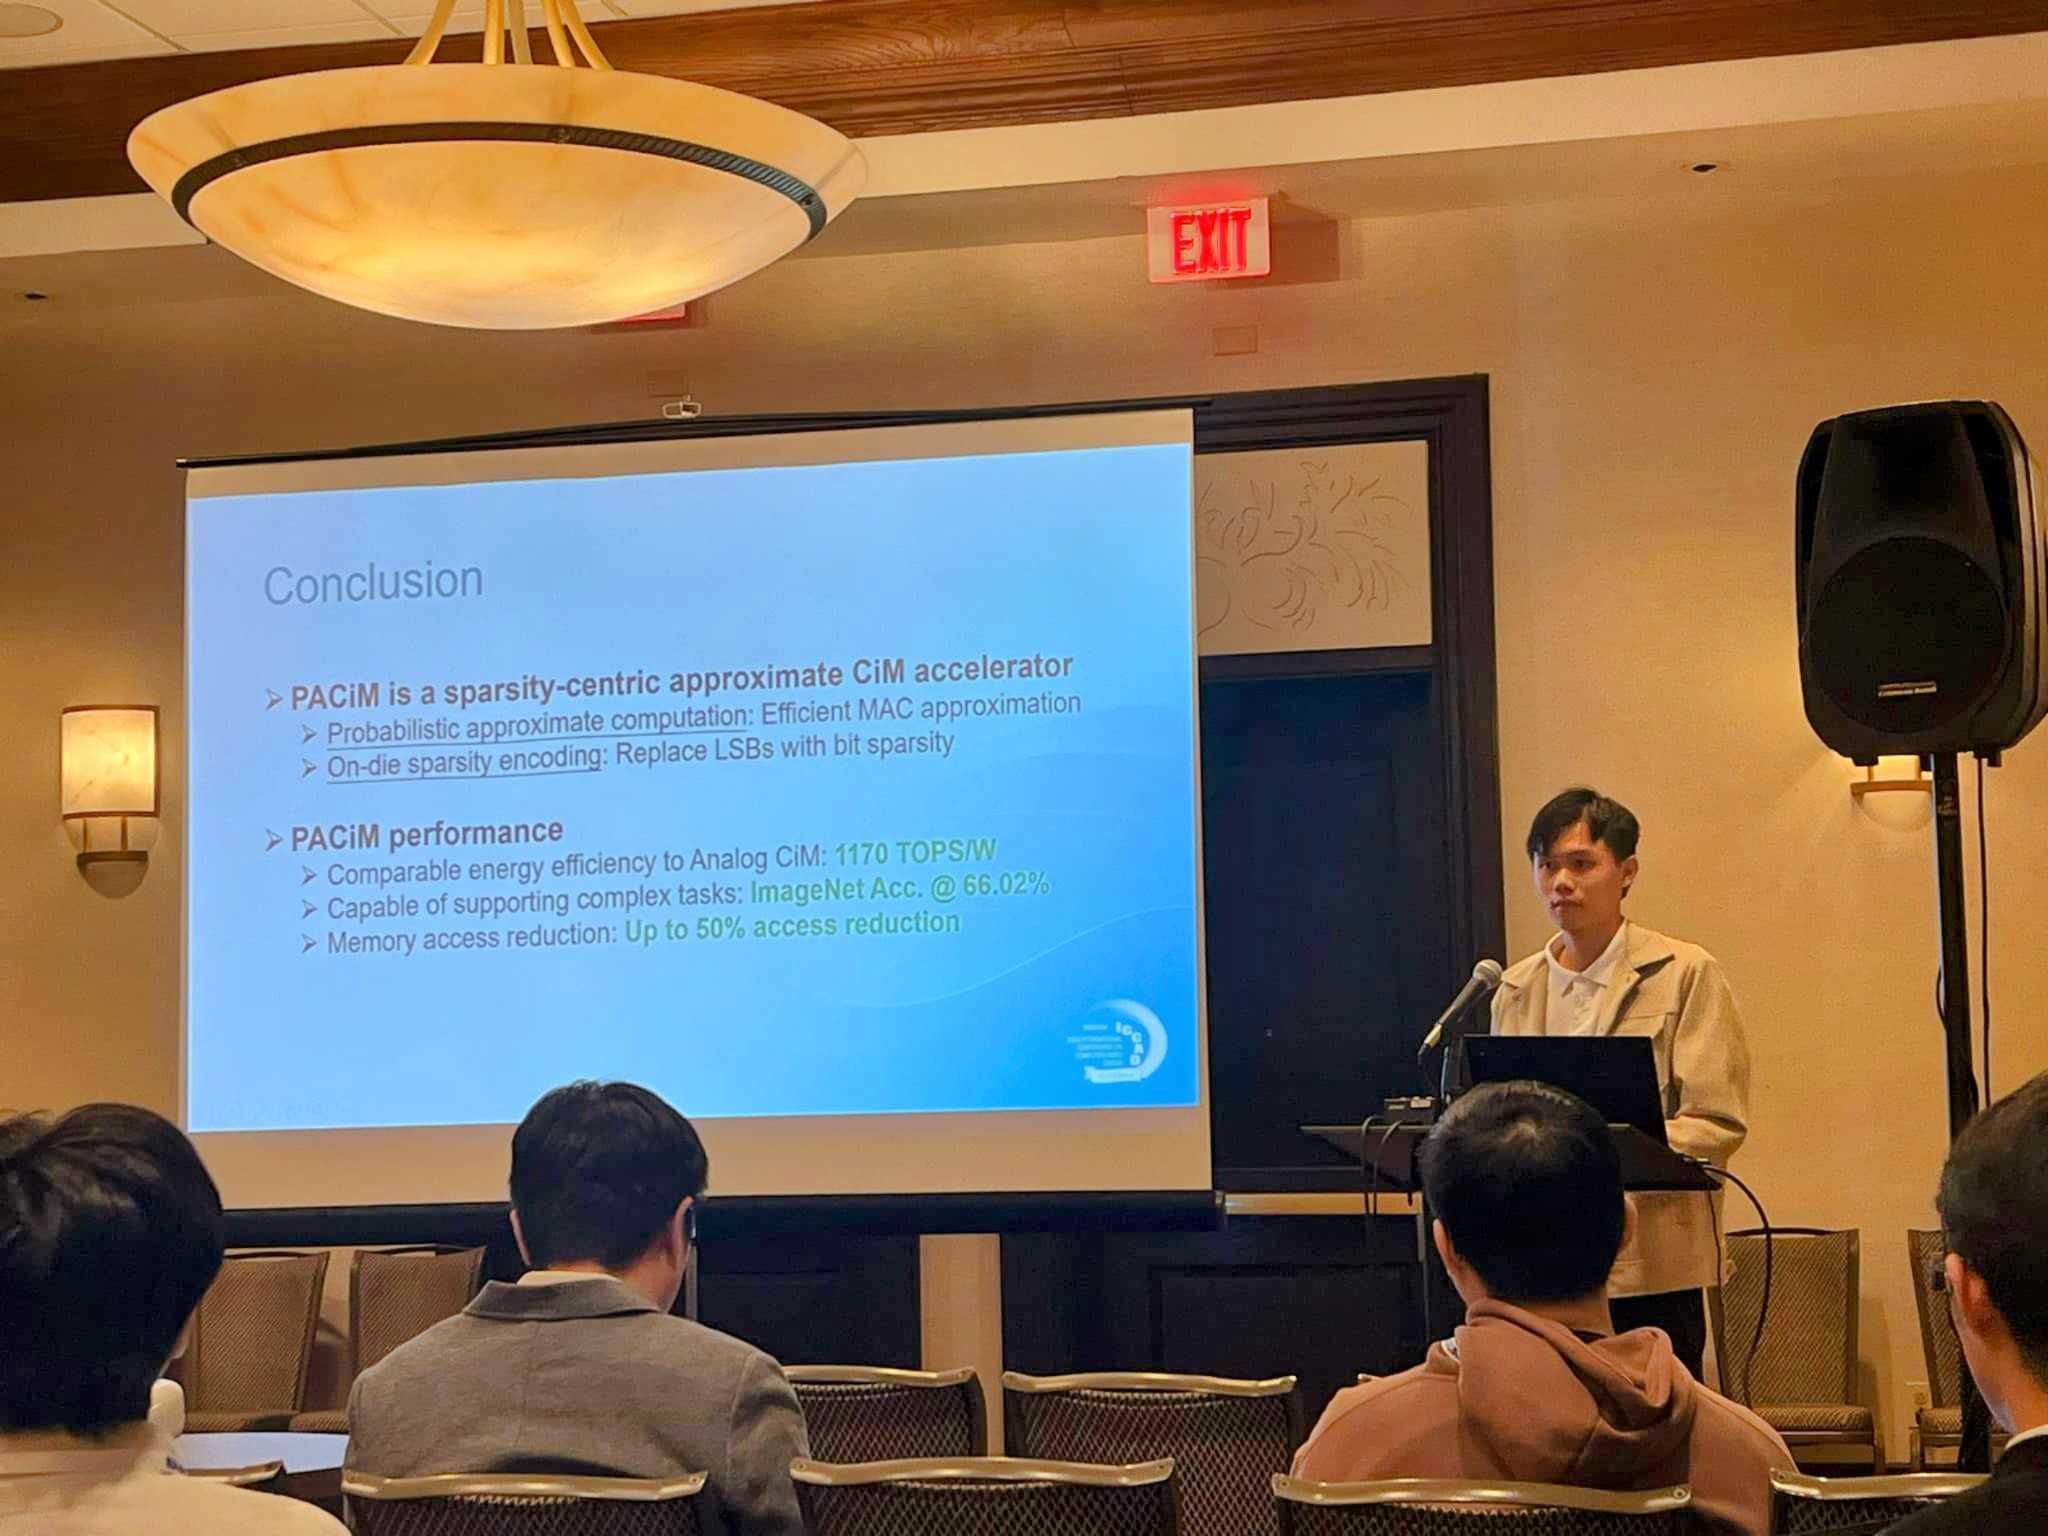 EXIT
Conclusion
➢ PACiM is a sparsity-centric approximate CiM accelerator
➢ Probabilistic approximate computation: Efficient MAC approximation
➢ On-die sparsity encoding: Replace LSBs with bit sparsity
➢ PACiM performance
➢ Comparable energy efficiency to Analog CiM: 1170 TOPS/W
➢ Capable of supporting complex tasks: ImageNet Acc. @ 66.02%
➢ Memory access reduction: Up to 50% access reduction
ICCAD